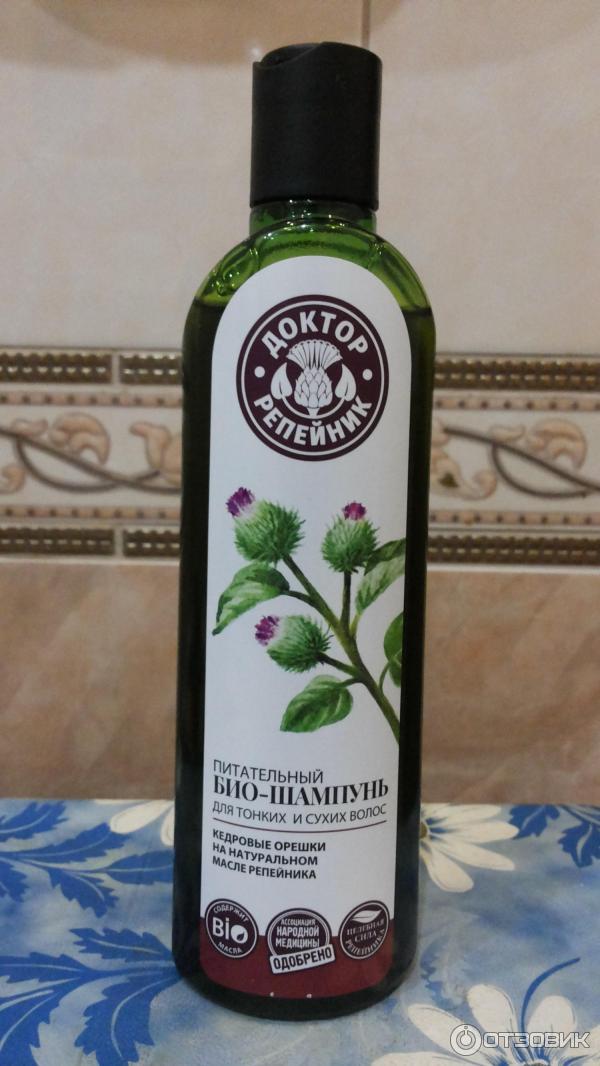 ДОКТОР
РЕПЕЙНИК
ПИТАТЕЛЬНЫЙ
БИО-ШАМПУНЬ
ДЛЯ ТОНКИХ И СУХИХ ВОЛОС
КЕДРОВЫЕ ОРЕШКИ
НА НАТУРАЛЬНОМ
МАСЛЕ РЕПЕЙНИКА
СОДЕРЖИТ
Bio
МАСЛА
АССОЦИАЦИЯ
НАРОДНОЙ
МЕДИЦИНЫ
ОДОБРЕНО
ЦЕЛЕБНАЯ
СИЛА
РЕПЕЙНИКА
ОТЗОВИК